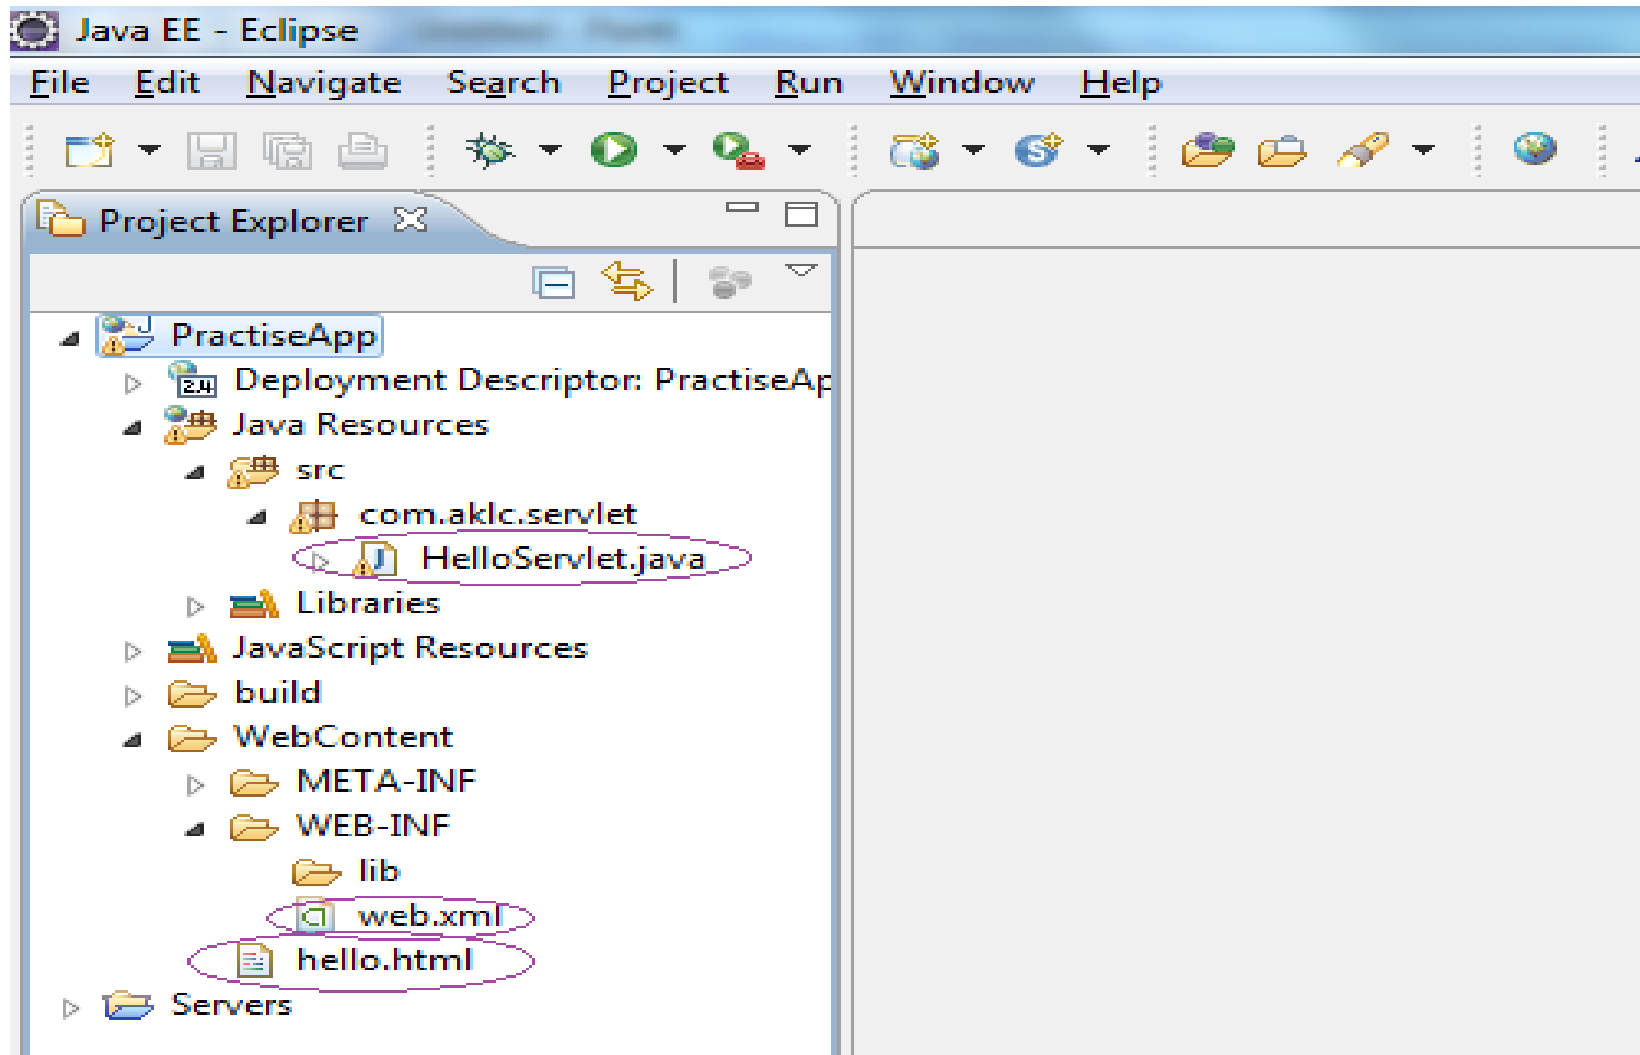 Java EE - Eclipse
File Edit Navigate Search Project Run Window Help
Project Explorer
PractiseApp
2.4 Deployment Descriptor: PractiseAp
Java Resources
src
com.aklc.servlet
J HelloServlet.java
Libraries
JavaScript Resources
build
WebContent
META-INF
WEB-INF
lib
web.xml
hello.html
Servers